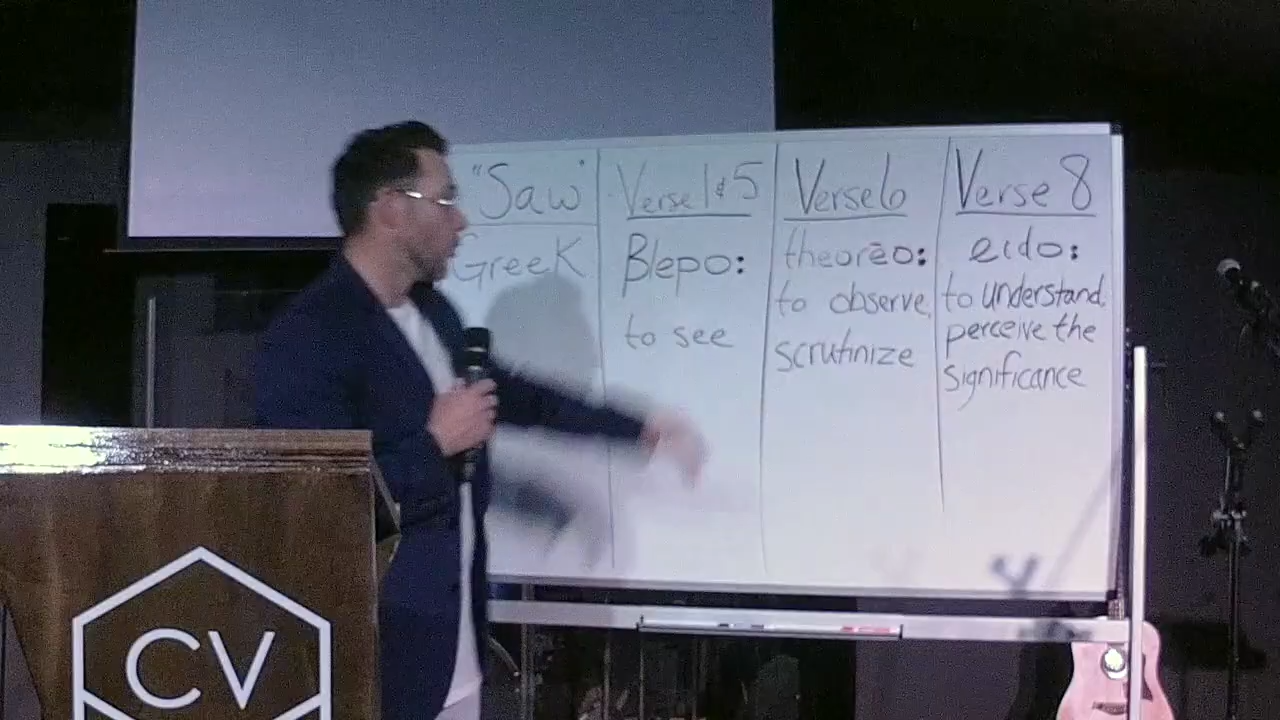 "Saw"
Greek
Verse 1 & 5
Blepo:
to see
Verse 6
theorēo:
to observe,
scrutinize
Verse 8
eido:
to understand,
perceive the
significance
CV